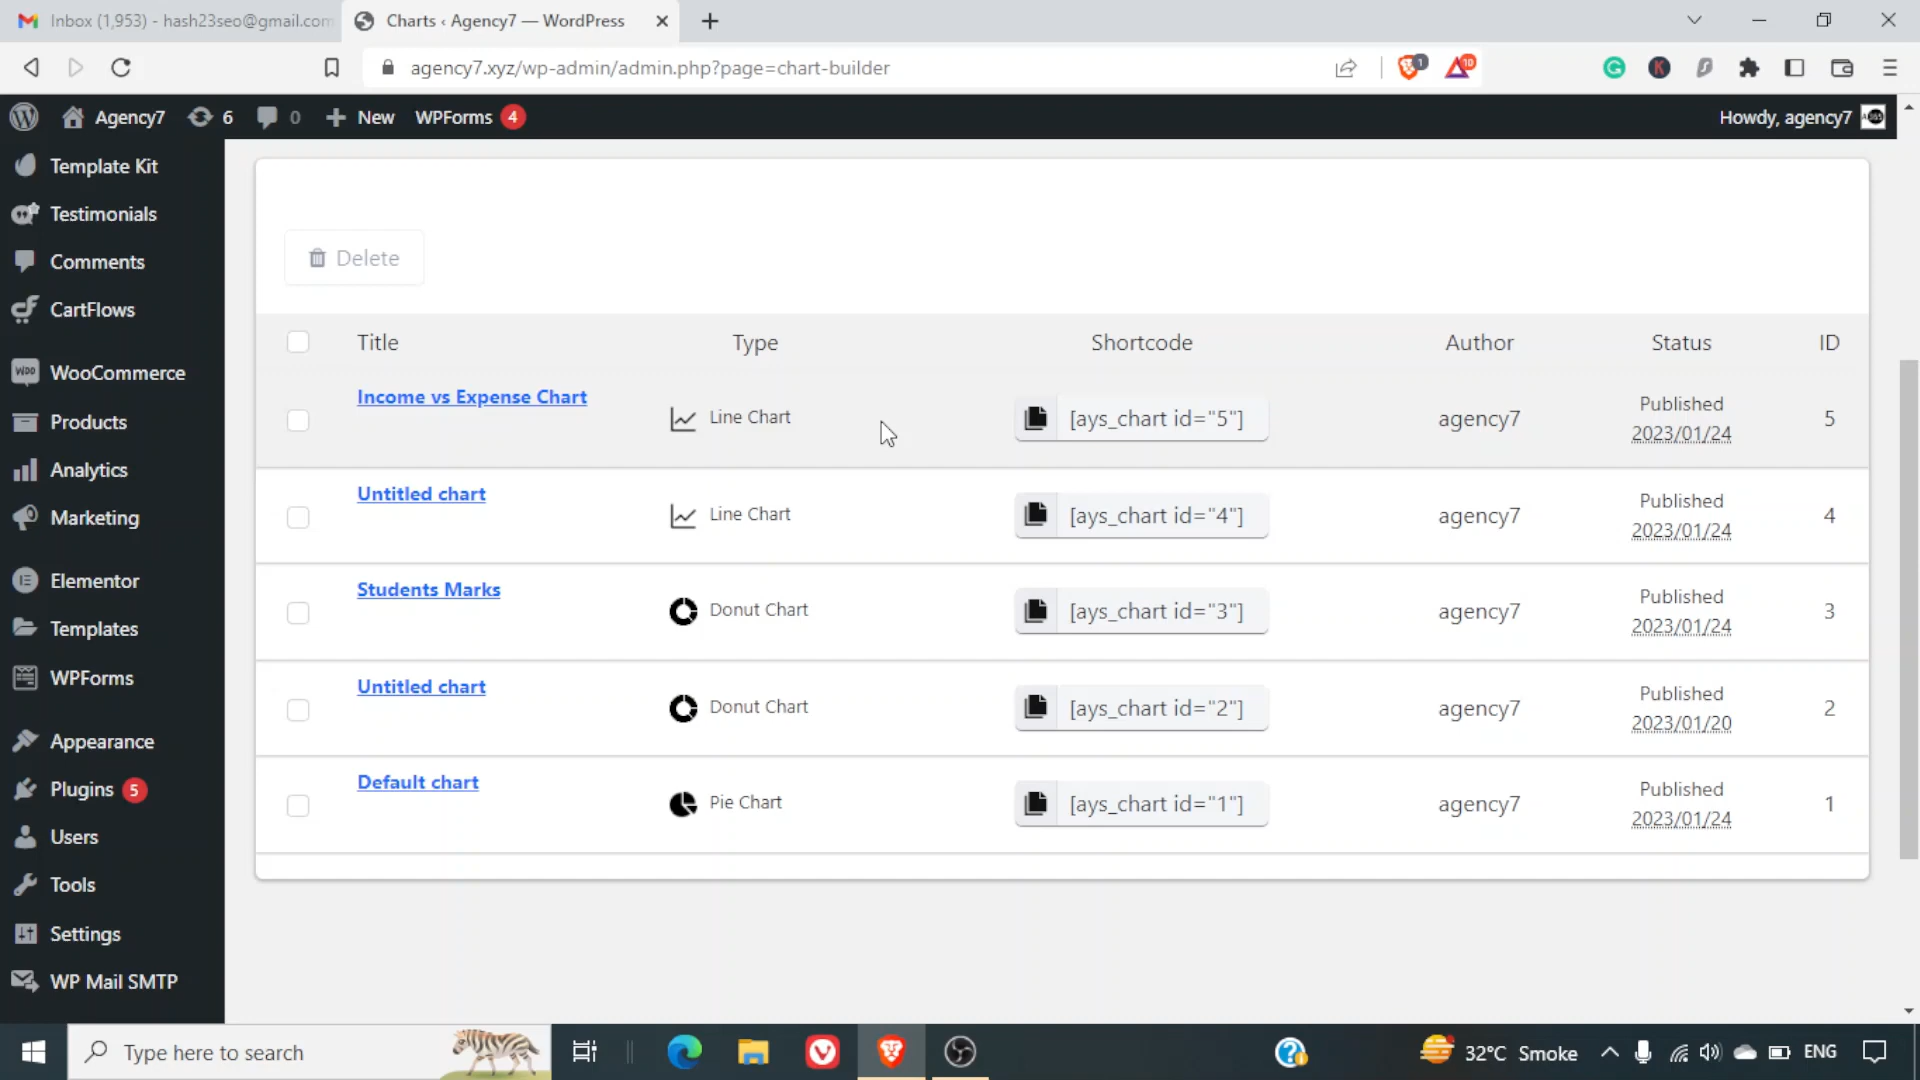 Inbox (1,953) - hash23seo@gmail.com
Charts ‹ Agency7 — WordPress
agency7.xyz/wp-admin/admin.php?page=chart-builder
1
10
Agency7
6
0
New
WPForms 4
Howdy, agency7
Template Kit
Testimonials
Comments
CartFlows
WooCommerce
Products
Analytics
Marketing
Elementor
Templates
WPForms
Appearance
Plugins 5
Users
Tools
Settings
WP Mail SMTP
Delete
Title Type Shortcode Author Status ID
Income vs Expense Chart Line Chart [ays_chart id="5"] agency7 Published 5
2023/01/24
Untitled chart Line Chart [ays_chart id="4"] agency7 Published 4
2023/01/24
Students Marks Donut Chart [ays_chart id="3"] agency7 Published 3
2023/01/24
Untitled chart Donut Chart [ays_chart id="2"] agency7 Published 2
2023/01/20
Default chart Pie Chart [ays_chart id="1"] agency7 Published 1
2023/01/24
Type here to search
32°C Smoke
ENG